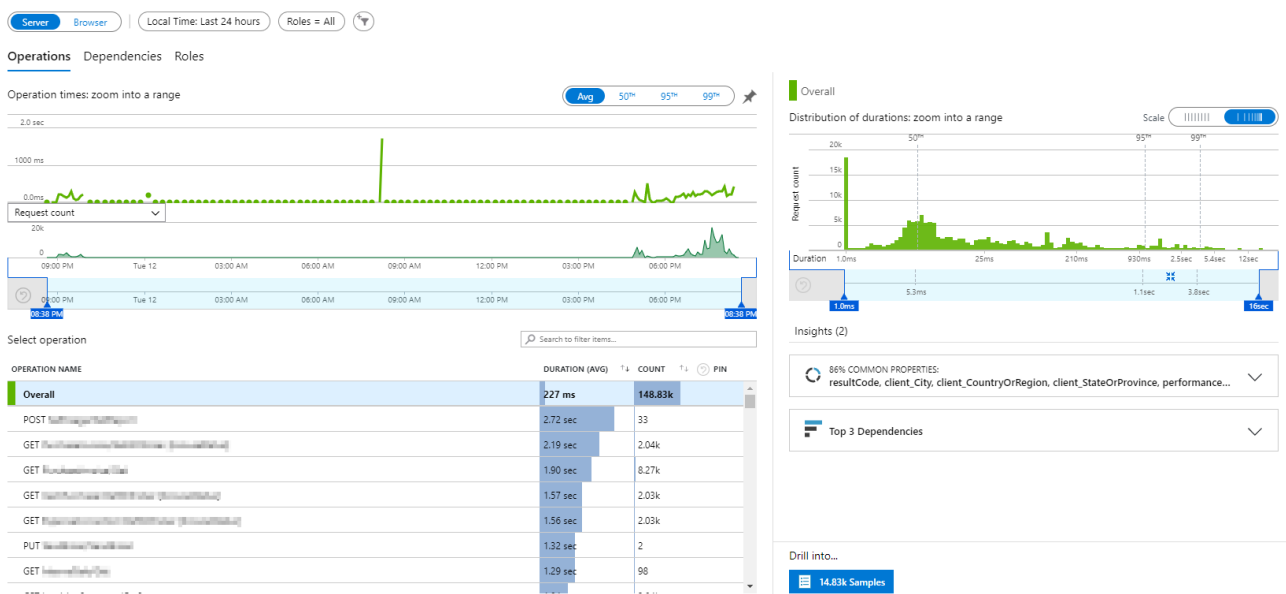 Server Browser Local Time: Last 24 hours Roles = All
Operations Dependencies Roles
Operation times: zoom into a range
Avg 50TH 95TH 99TH
2.0 sec
1000 ms
0.0ms
Request count
20k
0
09:00 PM Tue 12 03:00 AM 06:00 AM 09:00 AM 12:00 PM 03:00 PM 06:00 PM
09:00 PM Tue 12 03:00 AM 06:00 AM 09:00 AM 12:00 PM 03:00 PM 06:00 PM
08:38 PM 08:38 PM
Select operation
Search to filter items...
OPERATION NAME DURATION (AVG) COUNT PIN
Overall 227 ms 148.83k
POST 2.72 sec 33
GET 2.19 sec 2.04k
GET 1.90 sec 8.27k
GET 1.57 sec 2.03k
GET 1.56 sec 2.03k
PUT 1.32 sec 2
GET 1.29 sec 98
Overall
Distribution of durations: zoom into a range
Scale
50TH 95TH 99TH
Request count
20k
15k
10k
5k
0
Duration 1.0ms 25ms 210ms 930ms 2.5sec 5.4sec 12sec
5.3ms 1.1sec 3.8sec
1.0ms 16sec
Insights (2)
86% COMMON PROPERTIES:
resultCode, client_City, client_CountryOrRegion, client_StateOrProvince, performance...
Top 3 Dependencies
Drill into...
14.83k Samples